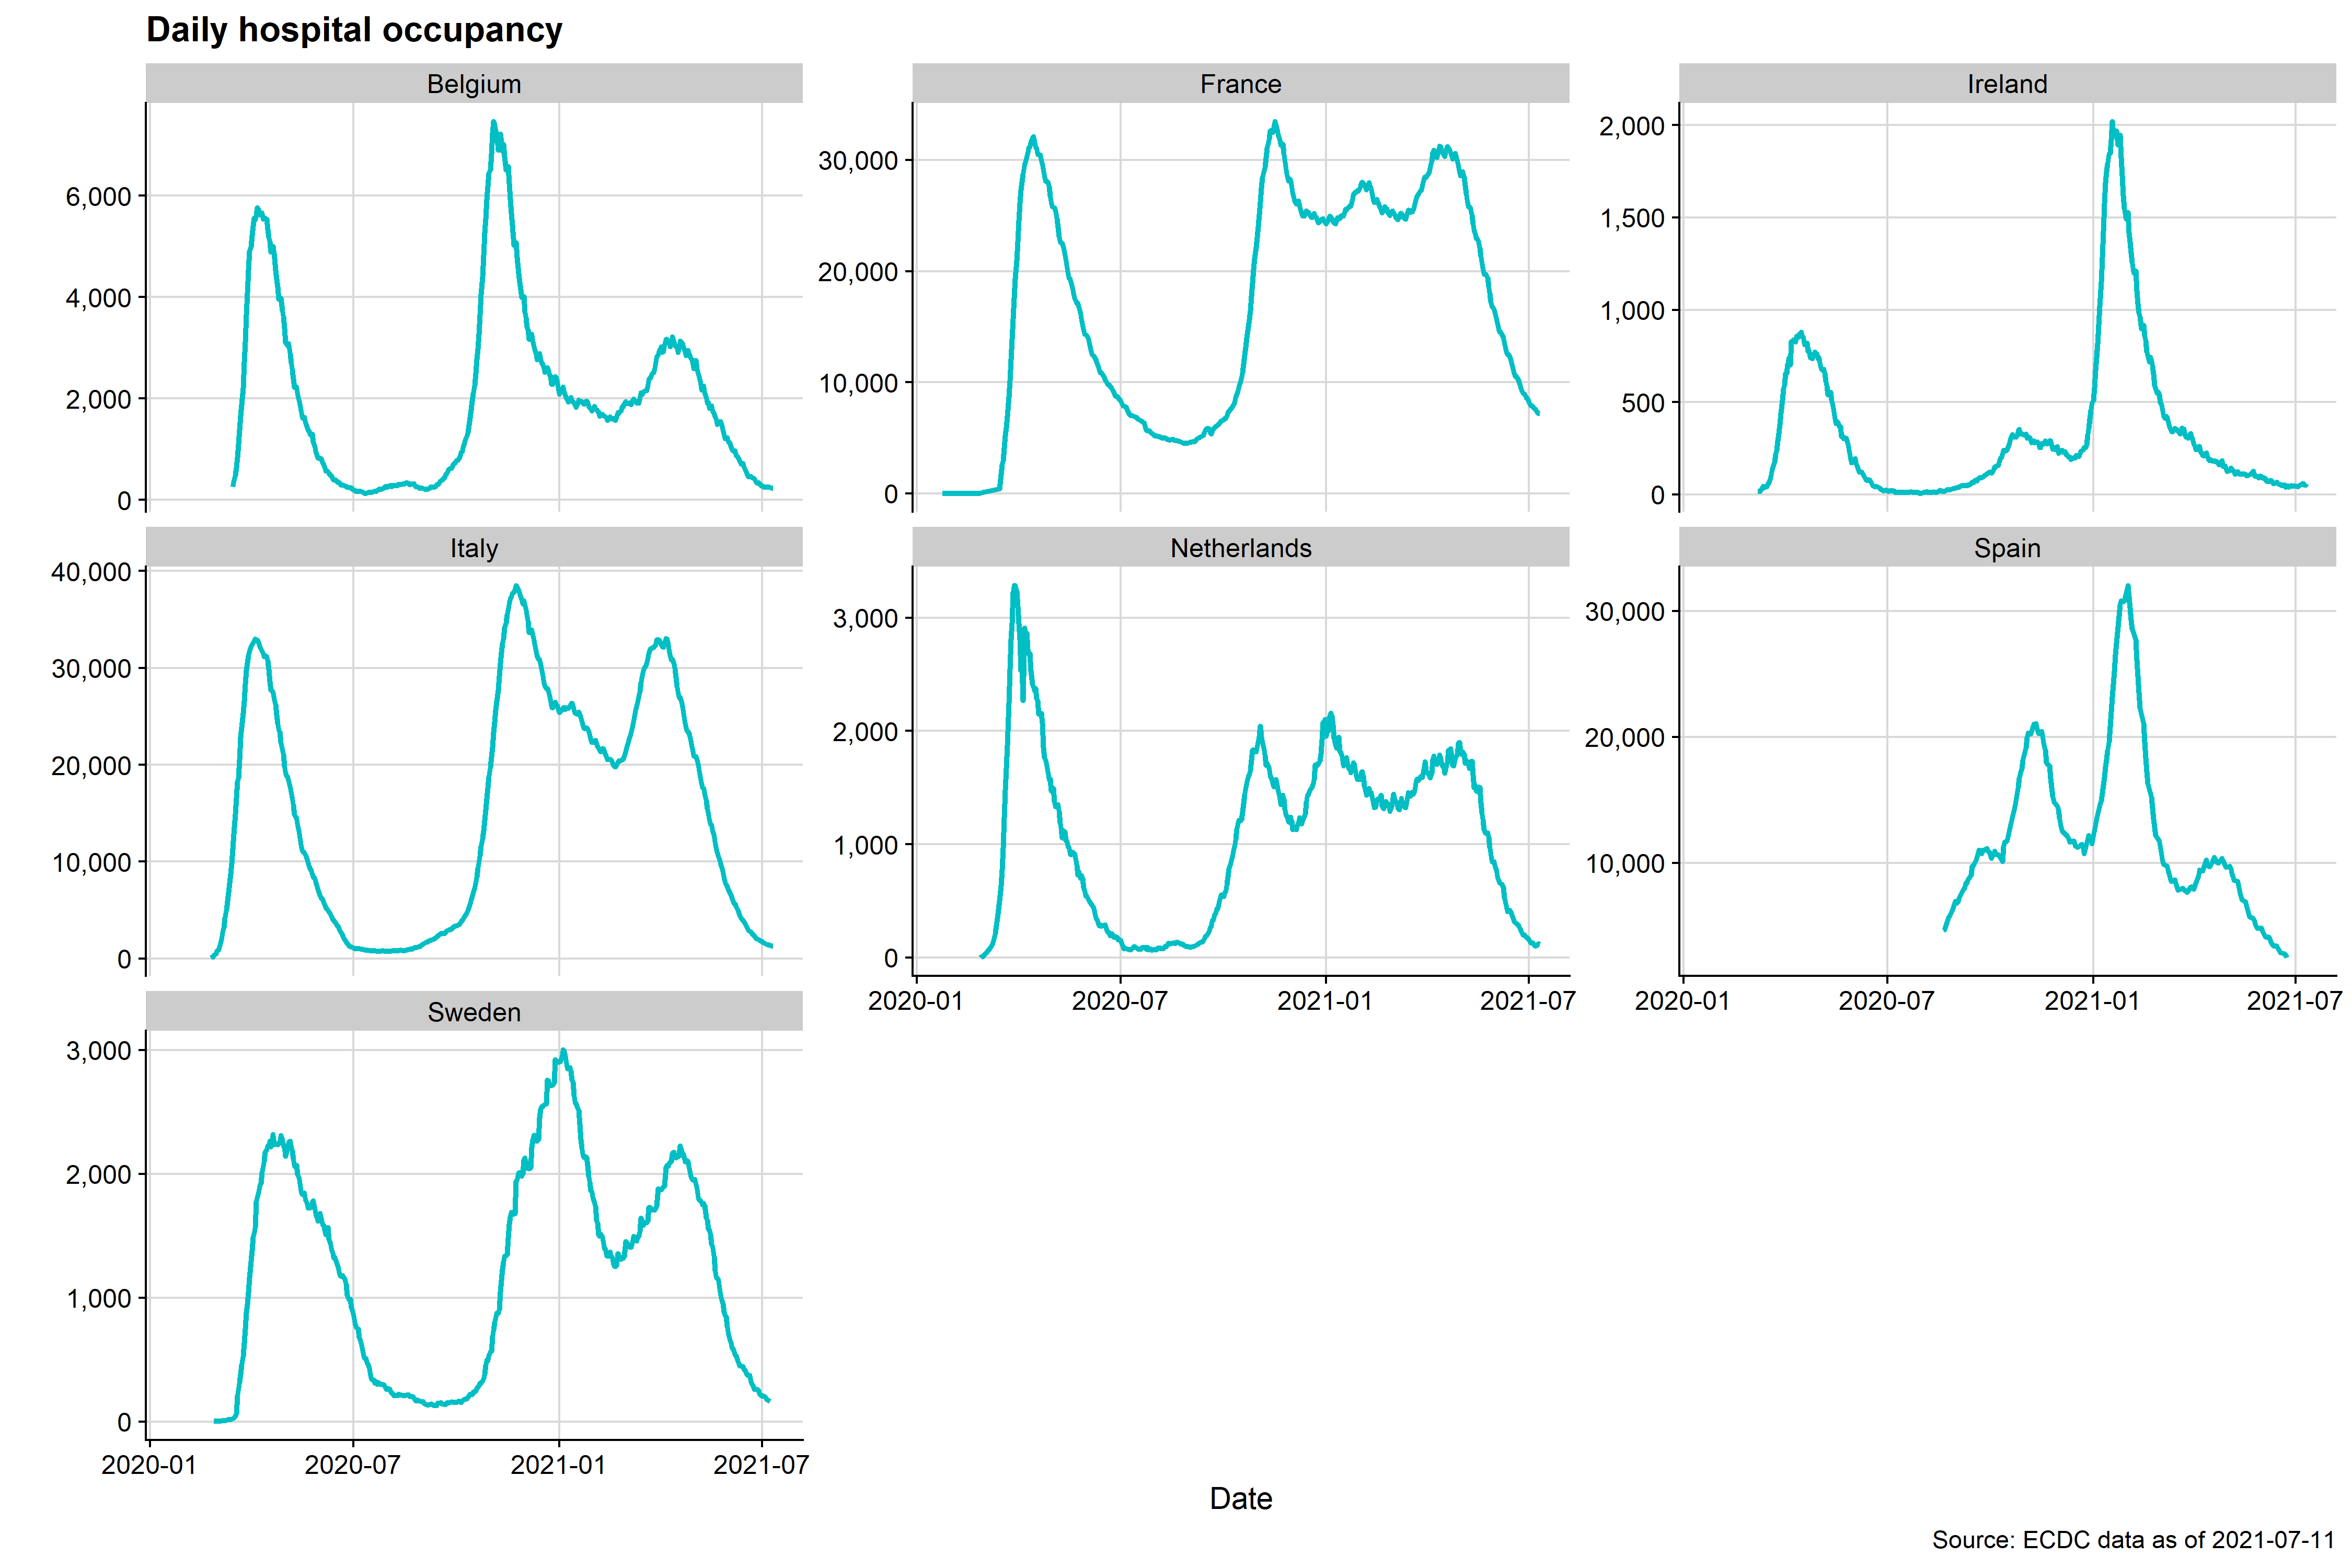 Daily hospital occupancy
Belgium
France
Ireland
6,000
4,000
2,000
0
30,000
20,000
10,000
0
2,000
1,500
1,000
500
0
Italy
Netherlands
Spain
40,000
30,000
20,000
10,000
0
3,000
2,000
1,000
0
30,000
20,000
10,000
2020-01 2020-07 2021-01 2021-07
2020-01 2020-07 2021-01 2021-07
Sweden
3,000
2,000
1,000
0
2020-01 2020-07 2021-01 2021-07
Date
Source: ECDC data as of 2021-07-11